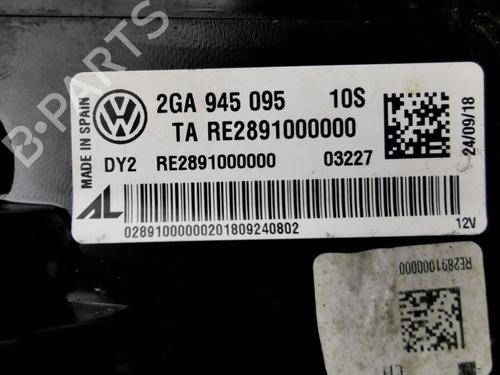 B-PARTS
MADE IN SPAIN
2GA 945 095 10S
TA RE2891000000
DY2 RE2891000000 03227
24/09/18
AL
02891000000201809240802
12V
RE2891000000